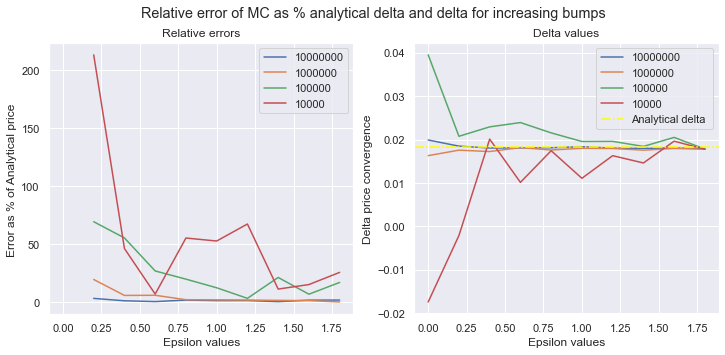 Relative error of MC as % analytical delta and delta for increasing bumps
Relative errors
Error as % of Analytical price
200
150
100
50
0
0.00 0.25 0.50 0.75 1.00 1.25 1.50 1.75
Epsilon values
10000000
1000000
100000
10000
Delta values
Delta price convergence
0.04
0.03
0.02
0.01
0.00
−0.01
−0.02
0.00 0.25 0.50 0.75 1.00 1.25 1.50 1.75
Epsilon values
10000000
1000000
100000
10000
Analytical delta